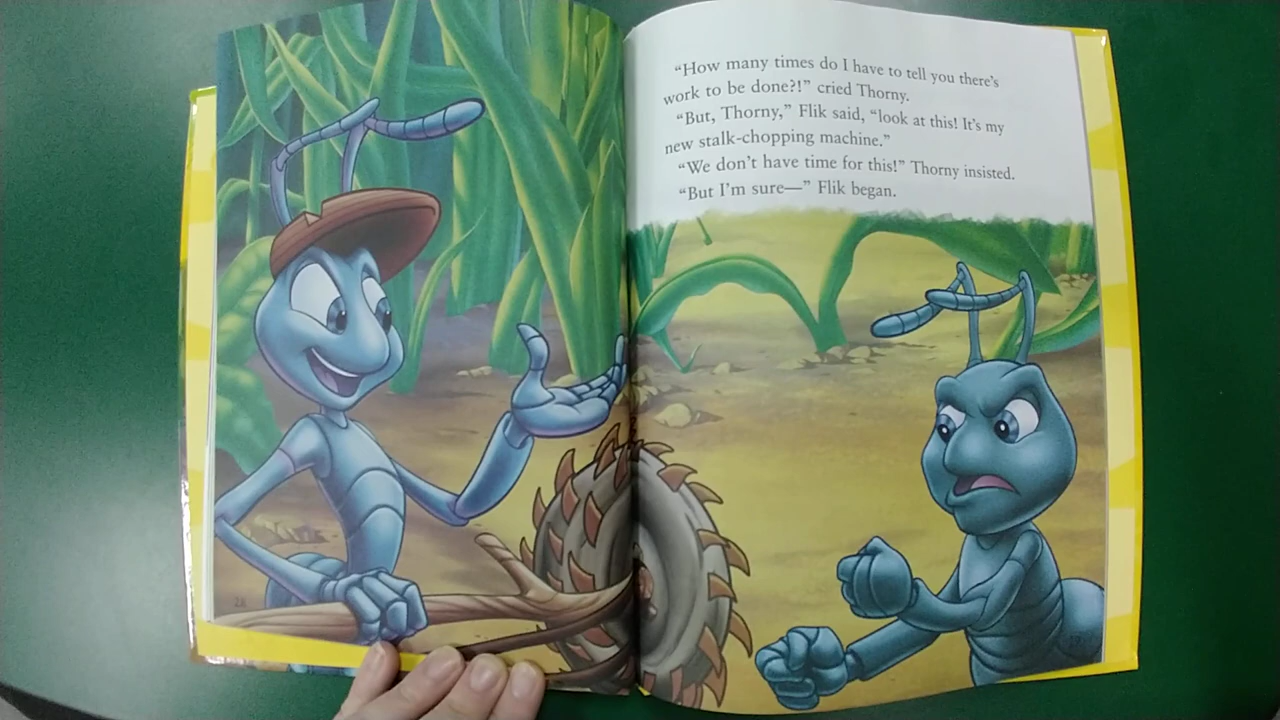 “How many times do I have to tell you there’s
work to be done?!” cried Thorny.
“But, Thorny,” Flik said, “look at this! It’s my
new stalk-chopping machine.”
“We don’t have time for this!” Thorny insisted.
“But I’m sure—” Flik began.